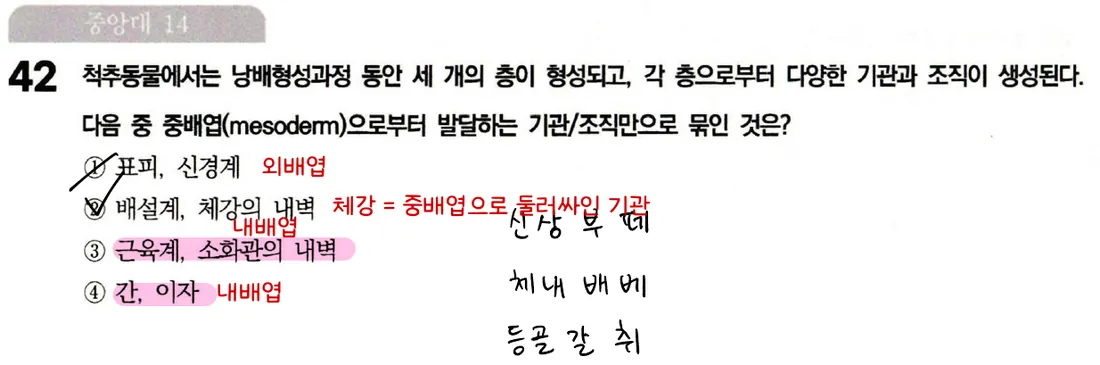 중앙대 14
42 척추동물에서는 낭배형성과정 동안 세 개의 층이 형성되고, 각 층으로부터 다양한 기관과 조직이 생성된다.
다음 중 중배엽(mesoderm)으로부터 발달하는 기관/조직만으로 묶인 것은?
① 표피, 신경계 외배엽
② 배설계, 체강의 내벽 체강 = 중배엽으로 둘러싸인 기관
신상 부 떼
내배엽
③ 근육계, 소화관의 내벽
체내 배 베
④ 간, 이자 내배엽
등골 갈 취